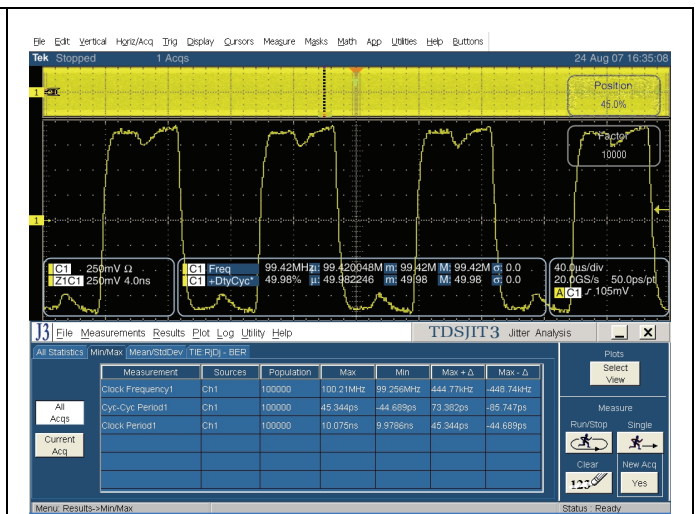 File Edit Vertical Horiz/Acq Trig Display Cursors Measure Masks Math App Utilities Help Buttons
Tek Stopped 1 Acqs 24 Aug 07 16:35:08
1
Position
45.0%
Factor
10000
1
C1 250mV Ω
Z1C1 250mV 4.0ns
C1 Freq 99.42MHz µ: 99.420048M m: 99.42M M: 99.42M σ: 0.0
C1 +DtyCyc* 49.98% µ: 49.982246 m: 49.98 M: 49.98 σ: 0.0
40.0µs/div
20.0GS/s 50.0ps/pt
A C1 105mV
J3 File Measurements Results Plot Log Utility Help TDSJIT3 Jitter Analysis _ X
All Statistics Min/Max Mean/StdDev TIE:RjDj - BER
Measurement Sources Population Max Min Max + Δ Max - Δ
Clock Frequency1 Ch1 100000 100.21MHz 99.256MHz 444.77kHz -448.74kHz
Cyc-Cyc Period1 Ch1 100000 45.344ps -44.689ps 73.382ps -85.747ps
Clock Period1 Ch1 100000 10.075ns 9.9786ns 45.344ps -44.689ps
All
Acqs
Current
Acq
Plots
Select
View
Measure
Run/Stop Single
Clear New Acq
123 Yes
Menu: Results->Min/Max Status : Ready